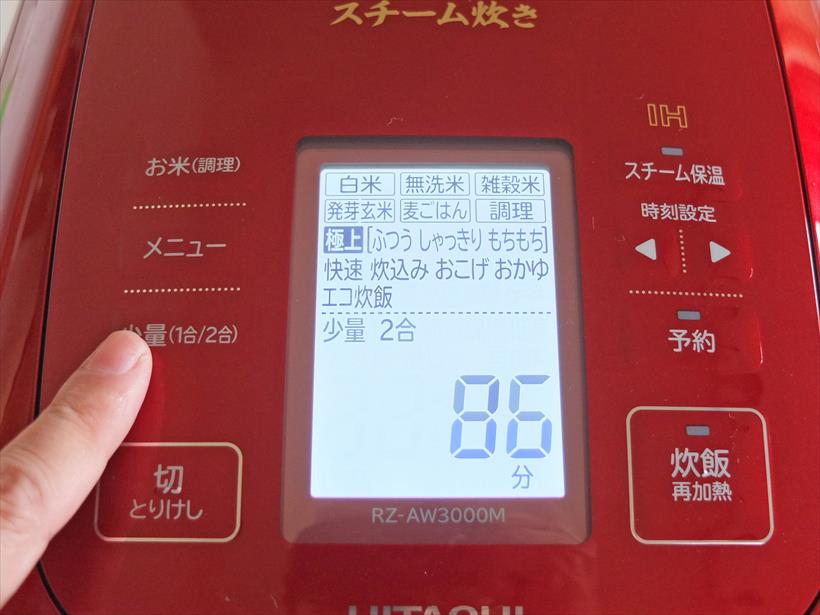 スチーム炊き
IH
お米(調理)
メニュー
少量(1合/2合)
切
とりけし
白米 無洗米 雑穀米
発芽玄米 麦ごはん 調理
極上[ふつう しゃっきり もちもち]
快速 炊込み おこげ おかゆ
エコ炊飯
少量 2合
86
分
RZ-AW3000M
スチーム保温
時刻設定
予約
炊飯
再加熱
HITACHI